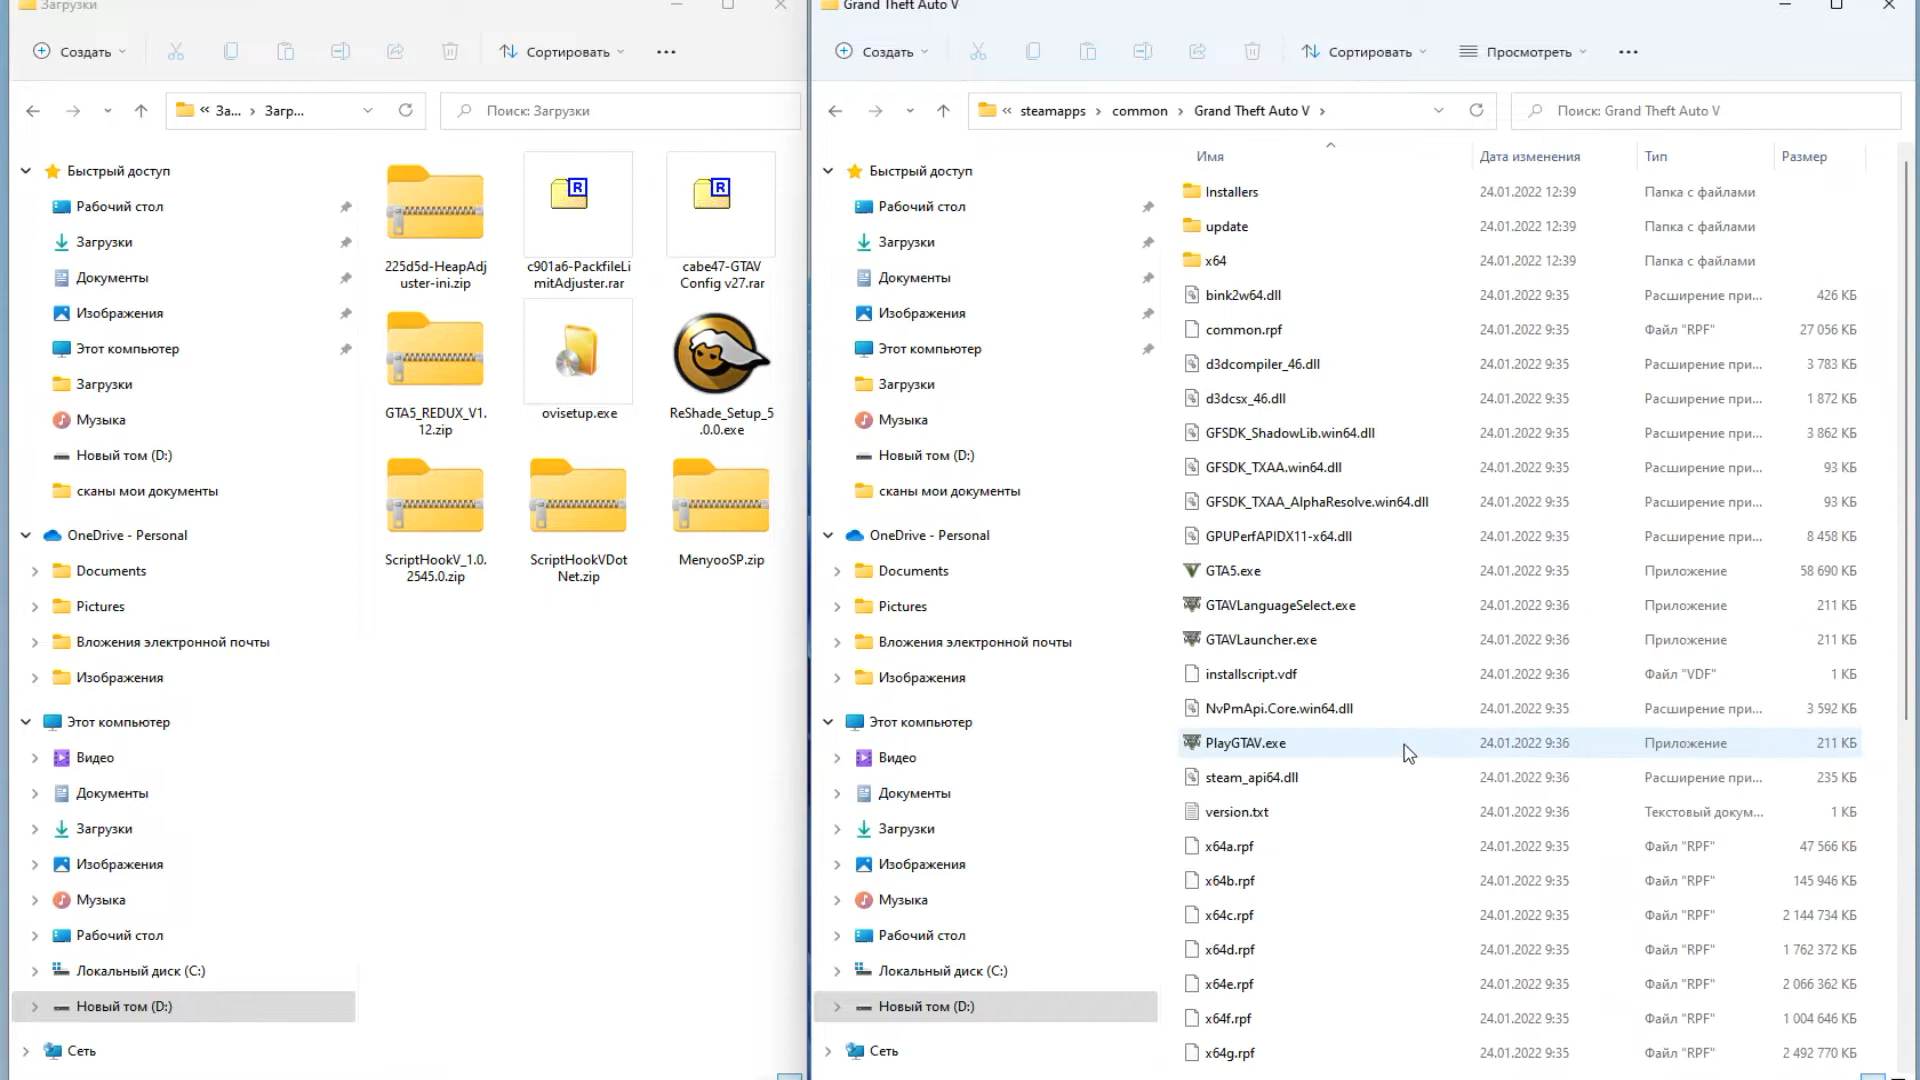 Загрузки
Создать
Сортировать
« За... › Загр...
Поиск: Загрузки
Быстрый доступ
Рабочий стол
Загрузки
Документы
Изображения
Этот компьютер
Загрузки
Музыка
Новый том (D:)
сканы мои документы
OneDrive - Personal
Documents
Pictures
Вложения электронной почты
Изображения
Этот компьютер
Видео
Документы
Загрузки
Изображения
Музыка
Рабочий стол
Локальный диск (C:)
Новый том (D:)
Сеть
225d5d-HeapAdj
uster-ini.zip
c901a6-PackfileLi
mitAdjuster.rar
cabe47-GTAV
Config v27.rar
GTA5_REDUX_V1.
12.zip
ovisetup.exe
ReShade_Setup_5
.0.0.exe
ScriptHookV_1.0.
2545.0.zip
ScriptHookVDot
Net.zip
MenyooSP.zip
Grand Theft Auto V
Создать
Сортировать
Просмотреть
« steamapps › common › Grand Theft Auto V ›
Поиск: Grand Theft Auto V
Быстрый доступ
Рабочий стол
Загрузки
Документы
Изображения
Этот компьютер
Загрузки
Музыка
Новый том (D:)
сканы мои документы
OneDrive - Personal
Documents
Pictures
Вложения электронной почты
Изображения
Этот компьютер
Видео
Документы
Загрузки
Изображения
Музыка
Рабочий стол
Локальный диск (C:)
Новый том (D:)
Сеть
Имя Дата изменения Тип Размер
Installers 24.01.2022 12:39 Папка с файлами
update 24.01.2022 12:39 Папка с файлами
x64 24.01.2022 12:39 Папка с файлами
bink2w64.dll 24.01.2022 9:35 Расширение при... 426 КБ
common.rpf 24.01.2022 9:35 Файл "RPF" 27 056 КБ
d3dcompiler_46.dll 24.01.2022 9:35 Расширение при... 3 783 КБ
d3dcsx_46.dll 24.01.2022 9:35 Расширение при... 1 872 КБ
GFSDK_ShadowLib.win64.dll 24.01.2022 9:35 Расширение при... 3 862 КБ
GFSDK_TXAA.win64.dll 24.01.2022 9:35 Расширение при... 93 КБ
GFSDK_TXAA_AlphaResolve.win64.dll 24.01.2022 9:35 Расширение при... 93 КБ
GPUPerfAPIDX11-x64.dll 24.01.2022 9:35 Расширение при... 8 458 КБ
GTA5.exe 24.01.2022 9:35 Приложение 58 690 КБ
GTAVLanguageSelect.exe 24.01.2022 9:36 Приложение 211 КБ
GTAVLauncher.exe 24.01.2022 9:36 Приложение 211 КБ
installscript.vdf 24.01.2022 9:36 Файл "VDF" 1 КБ
NvPmApi.Core.win64.dll 24.01.2022 9:36 Расширение при... 3 592 КБ
PlayGTAV.exe 24.01.2022 9:36 Приложение 211 КБ
steam_api64.dll 24.01.2022 9:36 Расширение при... 235 КБ
version.txt 24.01.2022 9:36 Текстовый докум... 1 КБ
x64a.rpf 24.01.2022 9:35 Файл "RPF" 47 566 КБ
x64b.rpf 24.01.2022 9:35 Файл "RPF" 145 946 КБ
x64c.rpf 24.01.2022 9:35 Файл "RPF" 2 144 734 КБ
x64d.rpf 24.01.2022 9:35 Файл "RPF" 1 762 372 КБ
x64e.rpf 24.01.2022 9:35 Файл "RPF" 2 066 362 КБ
x64f.rpf 24.01.2022 9:35 Файл "RPF" 1 004 646 КБ
x64g.rpf 24.01.2022 9:35 Файл "RPF" 2 492 770 КБ